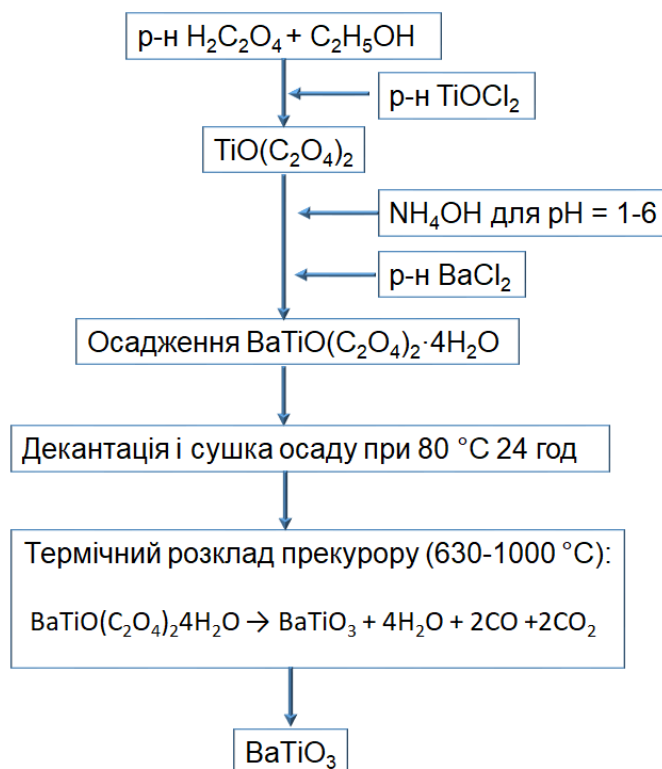 р-н H₂C₂O₄ + C₂H₅OH
р-н TiOCl₂
TiO(C₂O₄)₂
NH₄OH для pH = 1-6
р-н BaCl₂
Осадження BaTiO(C₂O₄)₂·4H₂O
Декантація і сушка осаду при 80 °C 24 год
Термічний розклад прекурору (630-1000 °C):
BaTiO(C₂O₄)₂4H₂O → BaTiO₃ + 4H₂O + 2CO +2CO₂
BaTiO₃